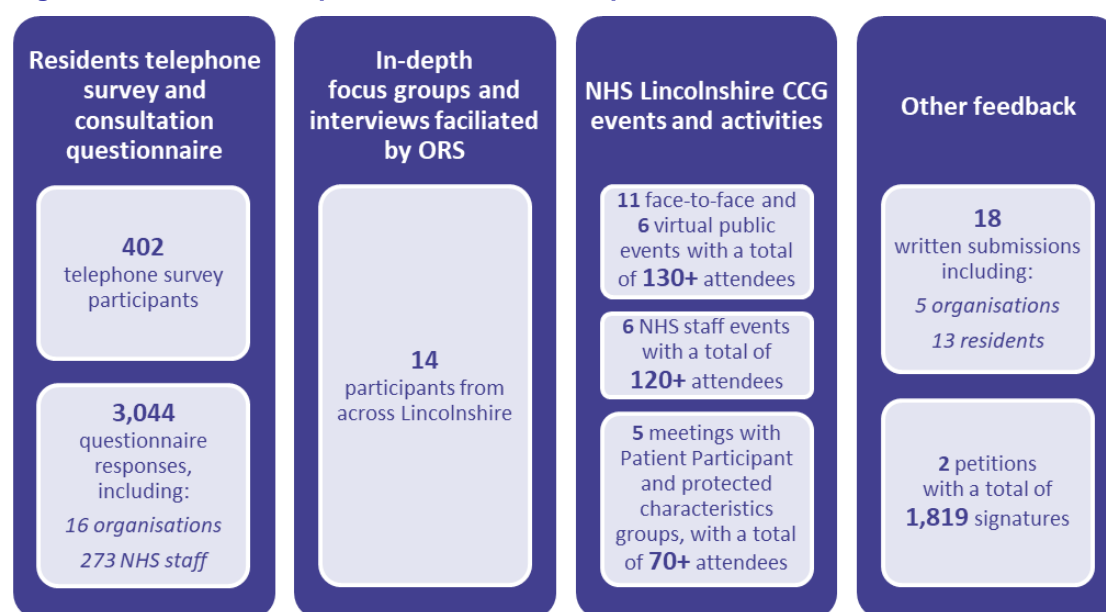 Residents telephone
survey and
consultation
questionnaire
402
telephone survey
participants
3,044
questionnaire
responses,
including:
16 organisations
273 NHS staff
In-depth
focus groups and
interviews faciliated
by ORS
14
participants from
across Lincolnshire
NHS Lincolnshire CCG
events and activities
11 face-to-face and
6 virtual public
events with a total
of 130+ attendees
6 NHS staff events
with a total of
120+ attendees
5 meetings with
Patient Participant
and protected
characteristics
groups, with a total
of 70+ attendees
Other feedback
18
written submissions
including:
5 organisations
13 residents
2 petitions
with a total of
1,819 signatures